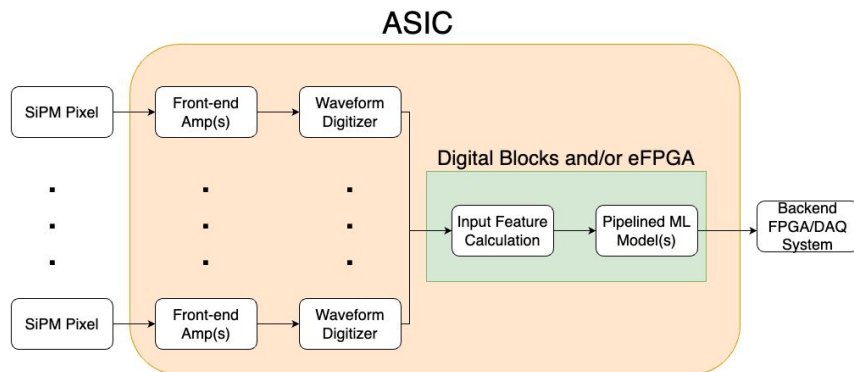 ASIC
SiPM Pixel
Front-end
Amp(s)
Waveform
Digitizer
Digital Blocks and/or eFPGA
Input Feature
Calculation
Pipelined ML
Model(s)
Backend
FPGA/DAQ
System
SiPM Pixel
Front-end
Amp(s)
Waveform
Digitizer